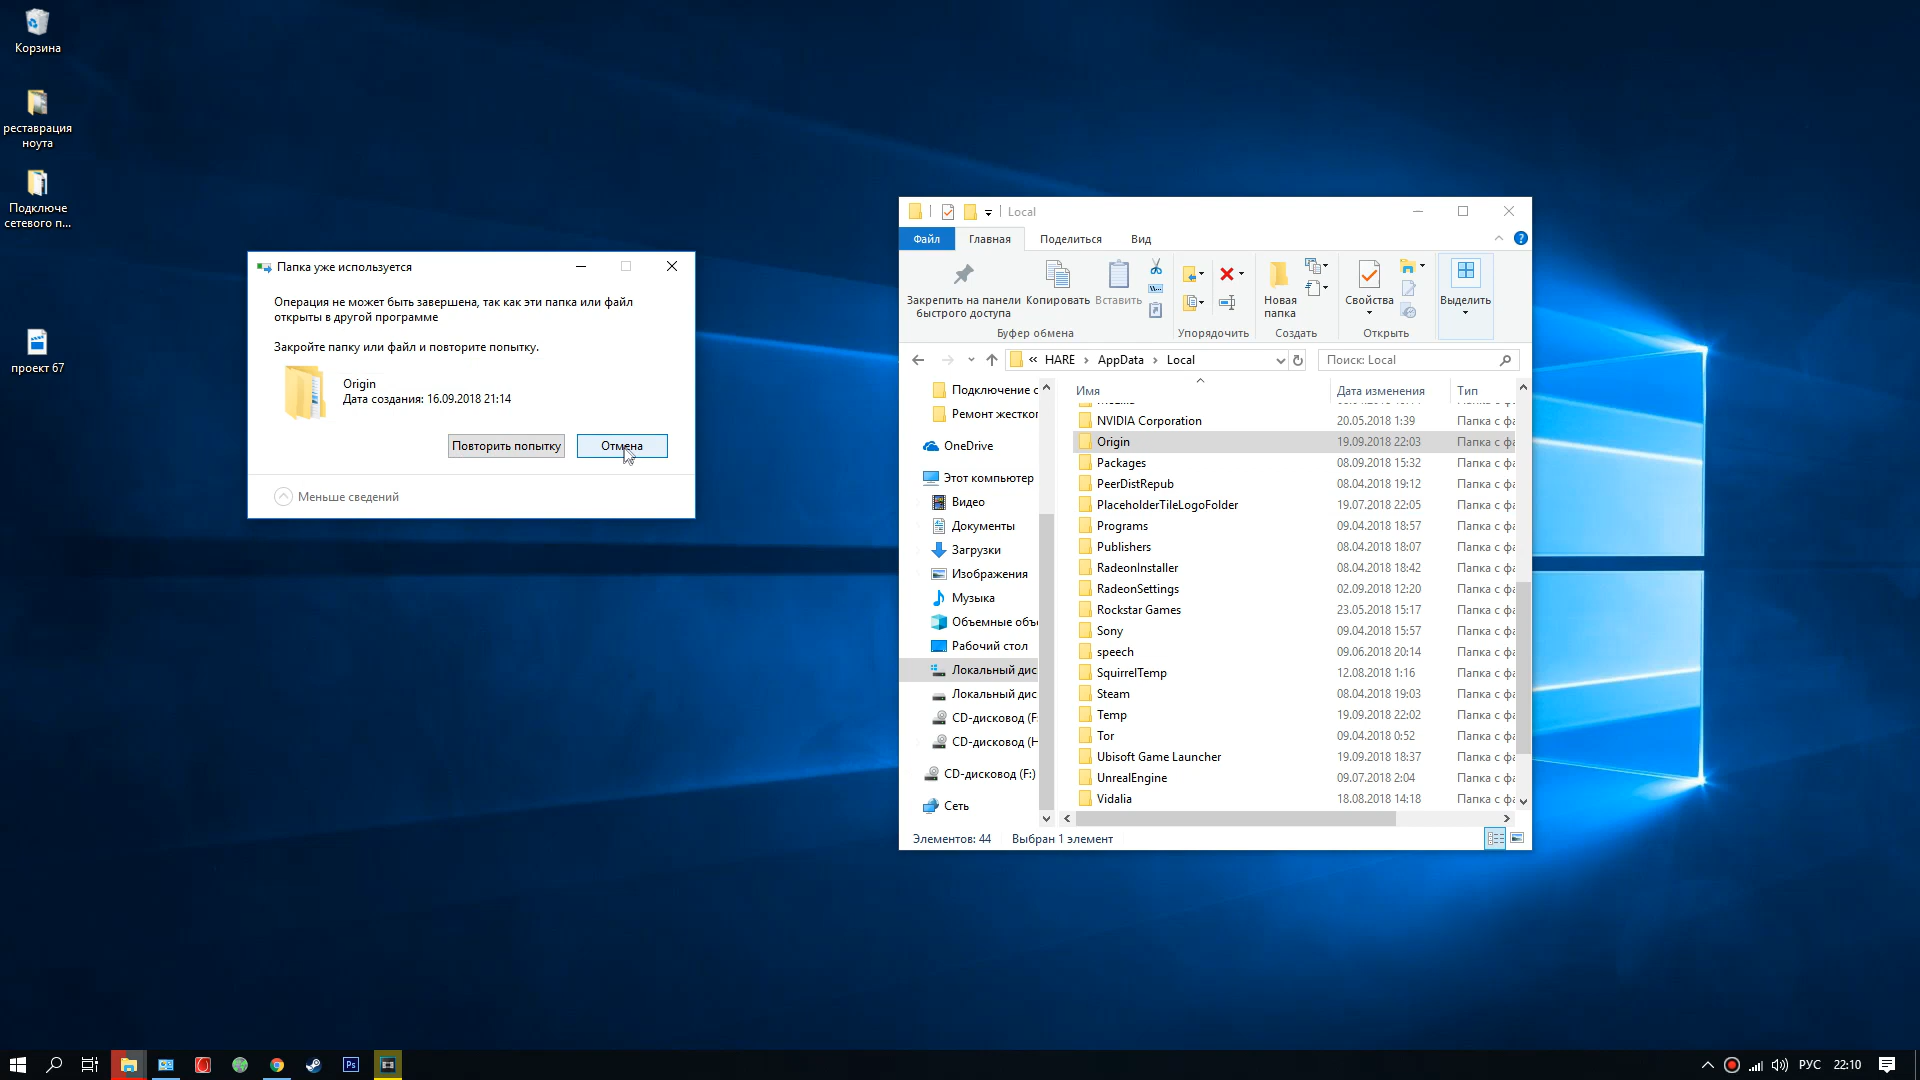 Корзина
реставрация
ноута
Подключе
сетевого п...
проект 67
Папка уже используется
Операция не может быть завершена, так как эти папка или файл
открыты в другой программе
Закройте папку или файл и повторите попытку.
Origin
Дата создания: 16.09.2018 21:14
Повторить попытку
Отмена
Меньше сведений
Local
Файл
Главная
Поделиться
Вид
Закрепить на панели
быстрого доступа
Копировать
Вставить
Новая
папка
Свойства
Выделить
Буфер обмена
Упорядочить
Создать
Открыть
« HARE › AppData › Local
Поиск: Local
Подключение с
Ремонт жестког
OneDrive
Этот компьютер
Видео
Документы
Загрузки
Изображения
Музыка
Объемные объ
Рабочий стол
Локальный дис
Локальный дис
CD-дисковод (F:
CD-дисковод (H
CD-дисковод (F:)
Сеть
Имя Дата изменения Тип
NVIDIA Corporation 20.05.2018 1:39 Папка с фа
Origin 19.09.2018 22:03 Папка с фа
Packages 08.09.2018 15:32 Папка с фа
PeerDistRepub 08.04.2018 19:12 Папка с фа
PlaceholderTileLogoFolder 19.07.2018 22:05 Папка с фа
Programs 09.04.2018 18:57 Папка с фа
Publishers 08.04.2018 18:07 Папка с фа
RadeonInstaller 08.04.2018 18:42 Папка с фа
RadeonSettings 02.09.2018 12:20 Папка с фа
Rockstar Games 23.05.2018 15:17 Папка с фа
Sony 09.04.2018 15:57 Папка с фа
speech 09.06.2018 20:14 Папка с фа
SquirrelTemp 12.08.2018 1:16 Папка с фа
Steam 08.04.2018 19:03 Папка с фа
Temp 19.09.2018 22:02 Папка с фа
Tor 09.04.2018 0:52 Папка с фа
Ubisoft Game Launcher 19.09.2018 18:37 Папка с фа
UnrealEngine 09.07.2018 2:04 Папка с фа
Vidalia 18.08.2018 14:18 Папка с фа
Элементов: 44 Выбран 1 элемент
Ps
РУС
22:10